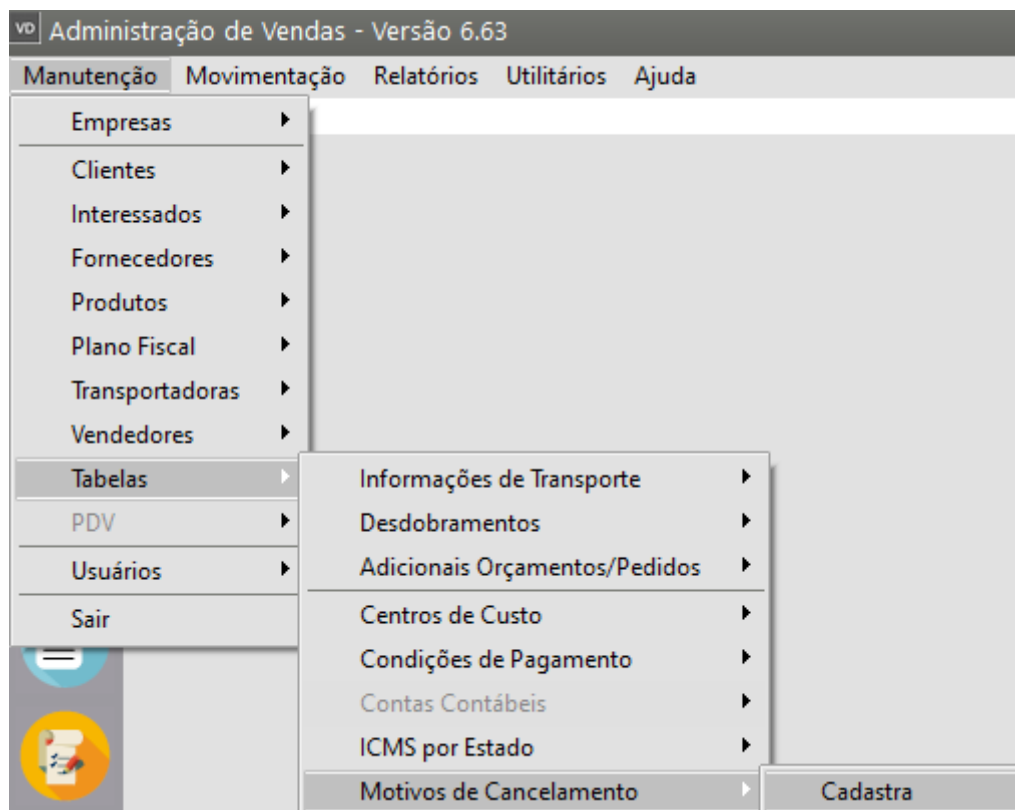 VD Administração de Vendas - Versão 6.63
Manutenção Movimentação Relatórios Utilitários Ajuda
Empresas
Clientes
Interessados
Fornecedores
Produtos
Plano Fiscal
Transportadoras
Vendedores
Tabelas
PDV
Usuários
Sair
Informações de Transporte
Desdobramentos
Adicionais Orçamentos/Pedidos
Centros de Custo
Condições de Pagamento
Contas Contábeis
ICMS por Estado
Motivos de Cancelamento
Cadastra